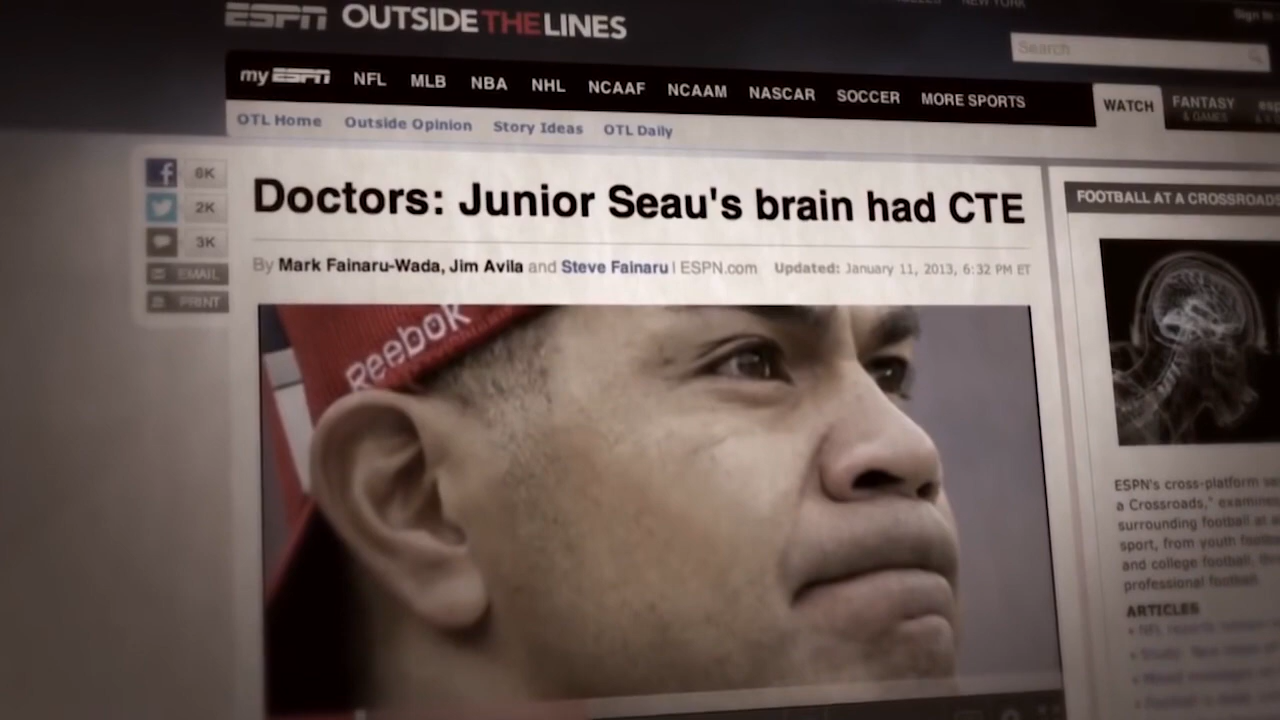 NEW YORK
ESPN OUTSIDE THE LINES
Sign In
Search
myESPN NFL MLB NBA NHL NCAAF NCAAM NASCAR SOCCER MORE SPORTS WATCH FANTASY & GAMES
OTL Home Outside Opinion Story Ideas OTL Daily
6K
2K
3K
EMAIL
PRINT
Doctors: Junior Seau's brain had CTE
By Mark Fainaru-Wada, Jim Avila and Steve Fainaru | ESPN.com Updated: January 11, 2013, 6:32 PM ET
Reebok
FOOTBALL AT A CROSSROADS
ESPN's cross-platform
a Crossroads," examines
surrounding football at
sport, from youth
and college football,
professional football.
ARTICLES